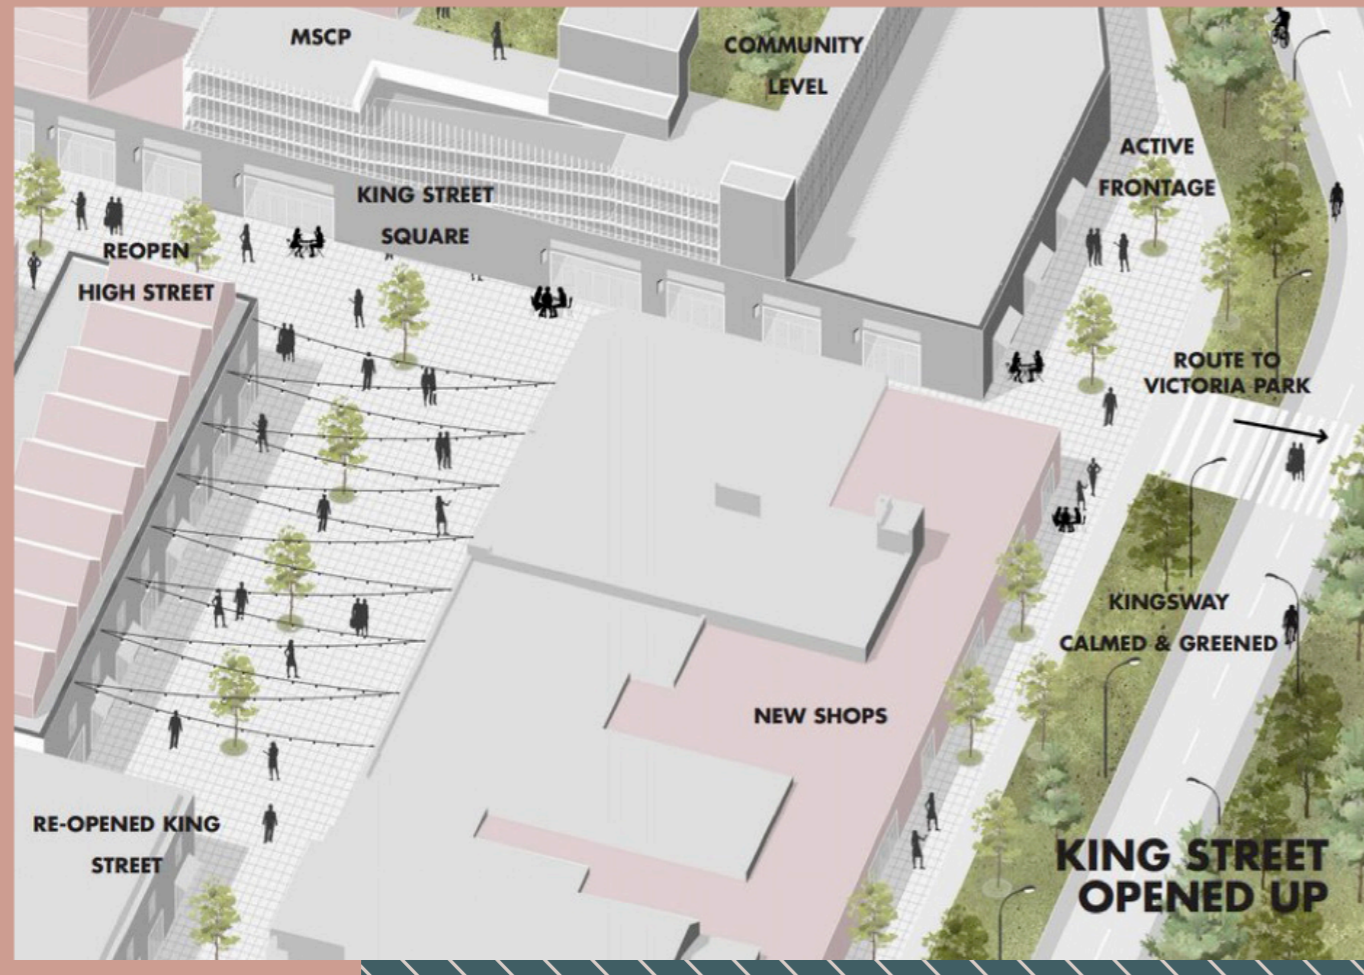 MSCP
COMMUNITY
LEVEL
ACTIVE
FRONTAGE
KING STREET
SQUARE
REOPEN
HIGH STREET
ROUTE TO
VICTORIA PARK
KINGSWAY
CALMED & GREENED
NEW SHOPS
RE-OPENED KING
STREET
KING STREET
OPENED UP